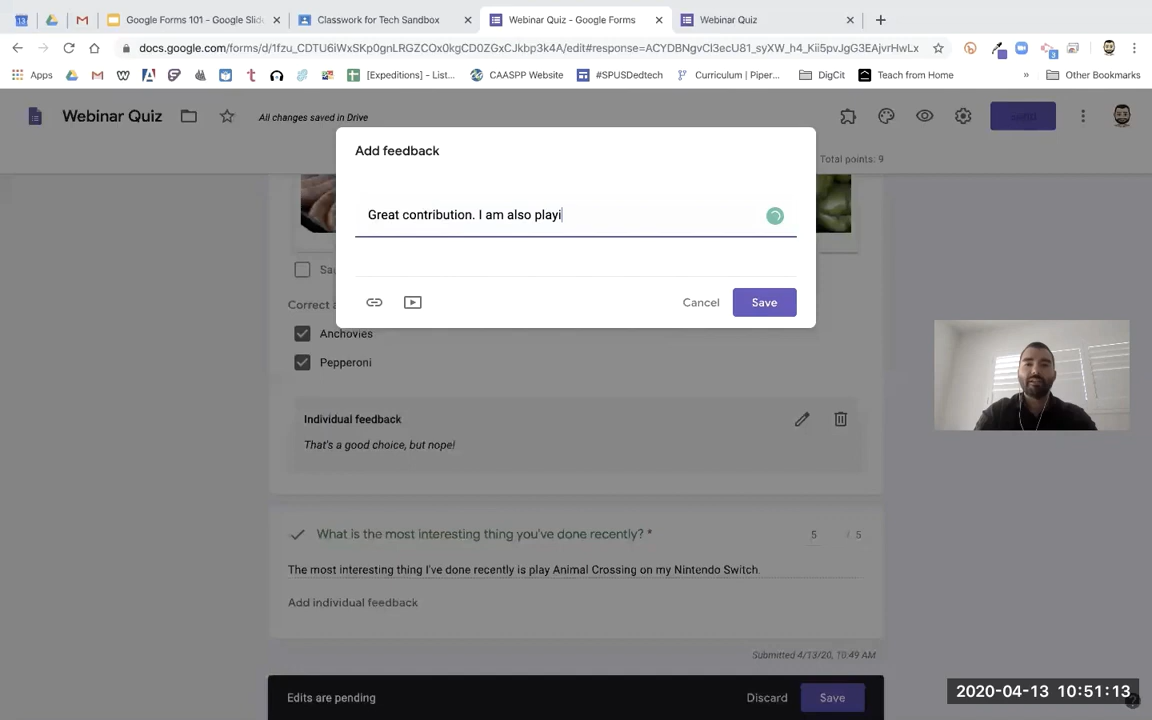 Google Forms 101 - Google Slid
Classwork for Tech Sandbox
Webinar Quiz - Google Forms
Webinar Quiz
docs.google.com/forms/d/1fzu_CDTU6iWxSKp0gnLRGZCOx0kgCD0ZGxCJkbp3k4A/edit#response=ACYDBNgvCl3ecU81_syXW_h4_Kii5pvJgG3EAjvrHwLx
Apps
[Expeditions] - List...
CAASPP Website
#SPUSDedtech
Curriculum | Piper...
DigCit
Teach from Home
»
Other Bookmarks
Webinar Quiz
All changes saved in Drive
Send
Total points: 9
Add feedback
Great contribution. I am also playi
Cancel
Save
Correct
Anchovies
Pepperoni
Individual feedback
That's a good choice, but nope!
What is the most interesting thing you've done recently? *
5 / 5
The most interesting thing I've done recently is play Animal Crossing on my Nintendo Switch.
Add individual feedback
Submitted 4/13/20, 10:49 AM
Edits are pending
Discard
Save
2020-04-13 10:51:13